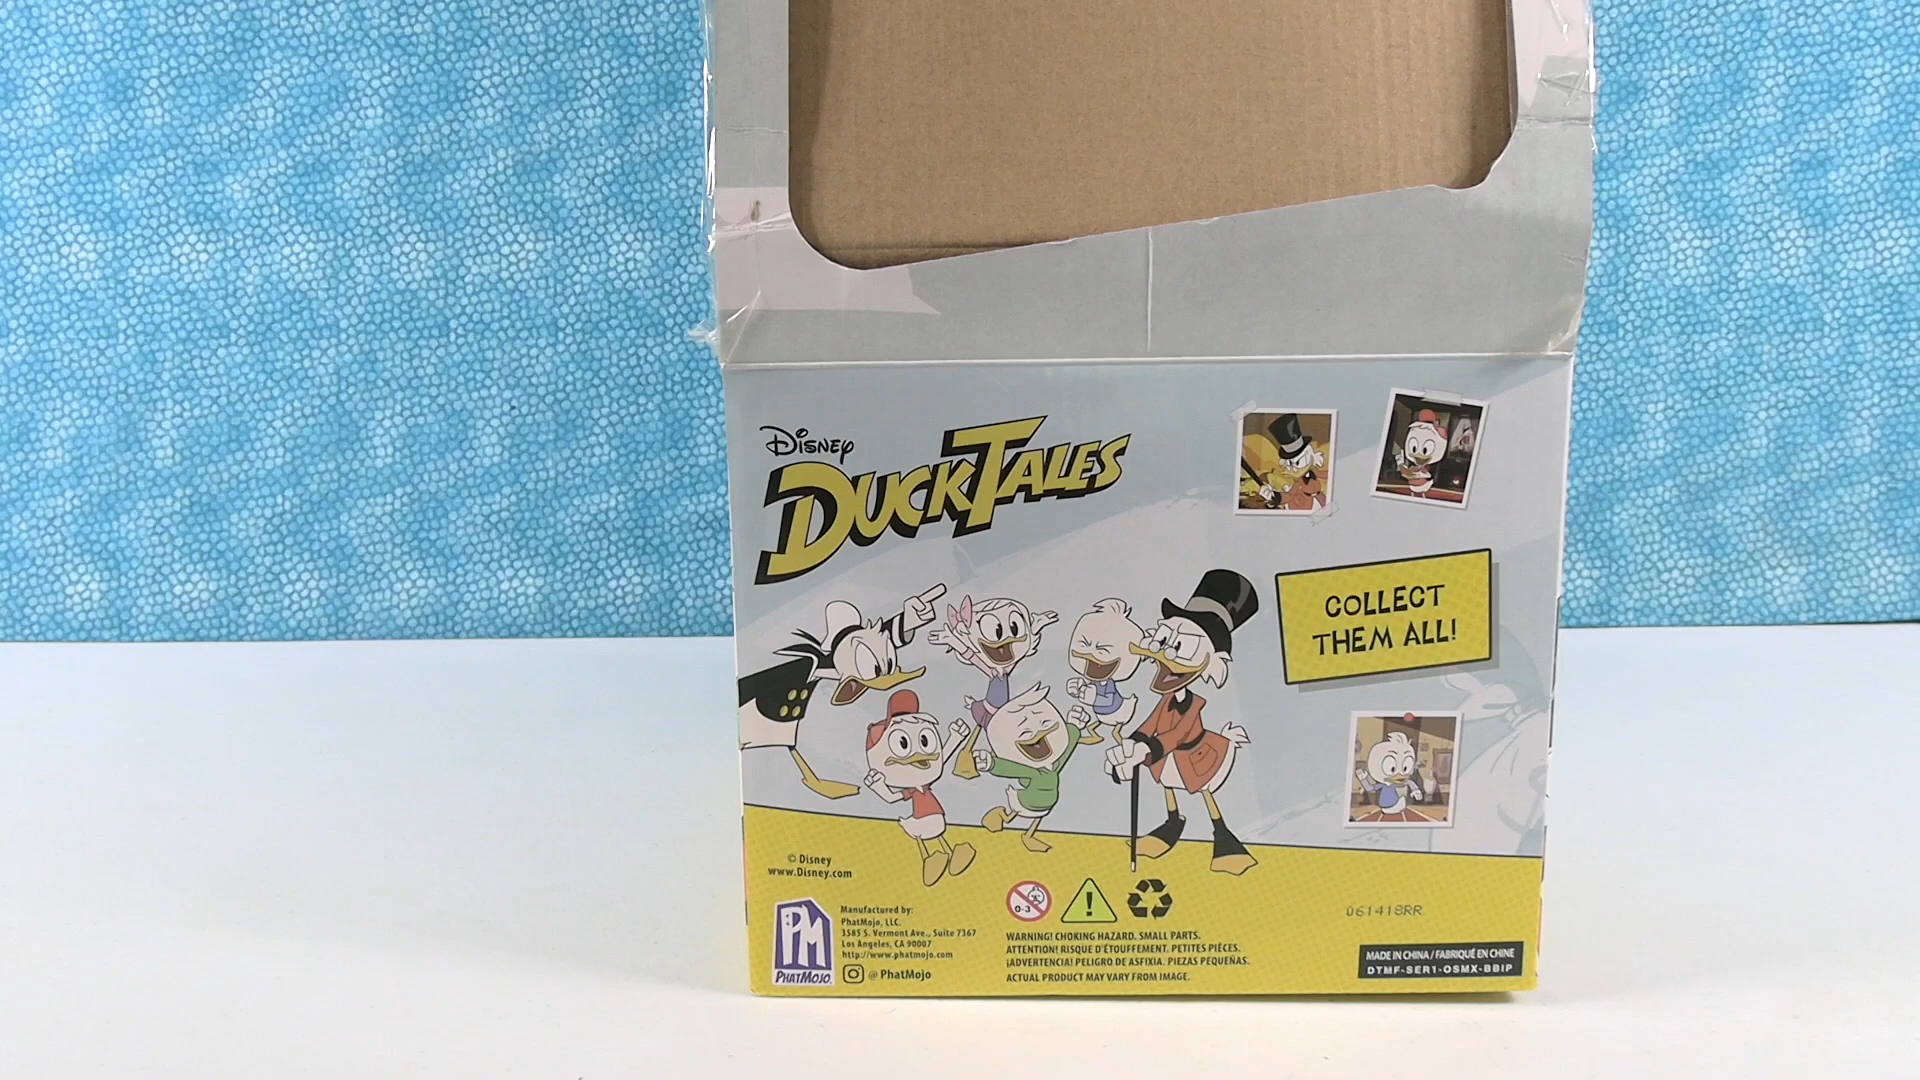 Disney
DUCKTALES
COLLECT
THEM ALL!
© Disney
www.Disney.com
PM
PHATMOJO.
Manufactured by:
PhatMojo, LLC.
3585 S. Vermont Ave., Suite 7367
Los Angeles, CA 90007
http://www.phatmojo.com
@PhatMojo
0-3
!
WARNING! CHOKING HAZARD. SMALL PARTS.
ATTENTION! RISQUE D'ÉTOUFFEMENT. PETITES PIÈCES.
¡ADVERTENCIA! PELIGRO DE ASFIXIA. PIEZAS PEQUEÑAS.
ACTUAL PRODUCT MAY VARY FROM IMAGE.
061418RR
MADE IN CHINA / FABRIQUÉ EN CHINE
DTMF-SER1-OSMX-BBIP